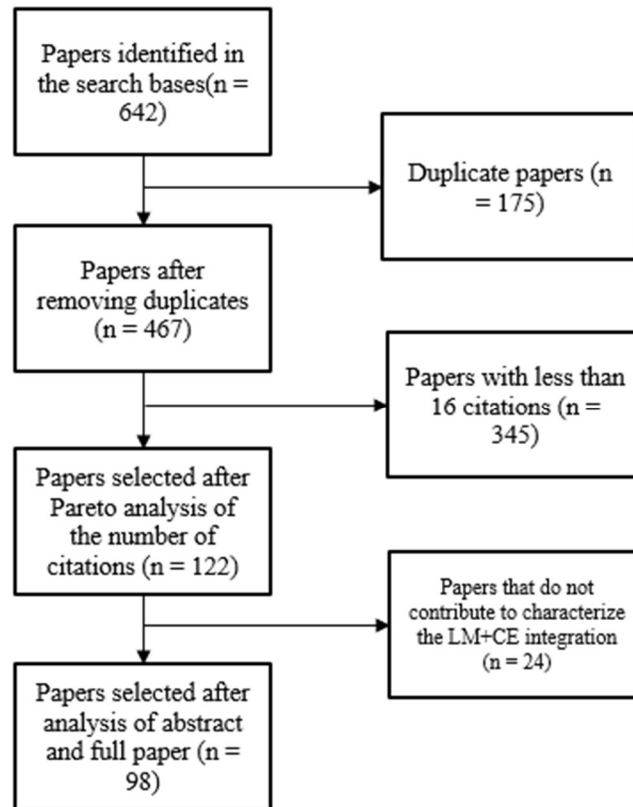 Papers identified in
the search bases(n =
642)
Duplicate papers (n
= 175)
Papers after
removing duplicates
(n = 467)
Papers with less than
16 citations (n =
345)
Papers selected after
Pareto analysis of
the number of
citations (n = 122)
Papers that do not
contribute to characterize
the LM+CE integration
(n = 24)
Papers selected after
analysis of abstract
and full paper (n =
98)